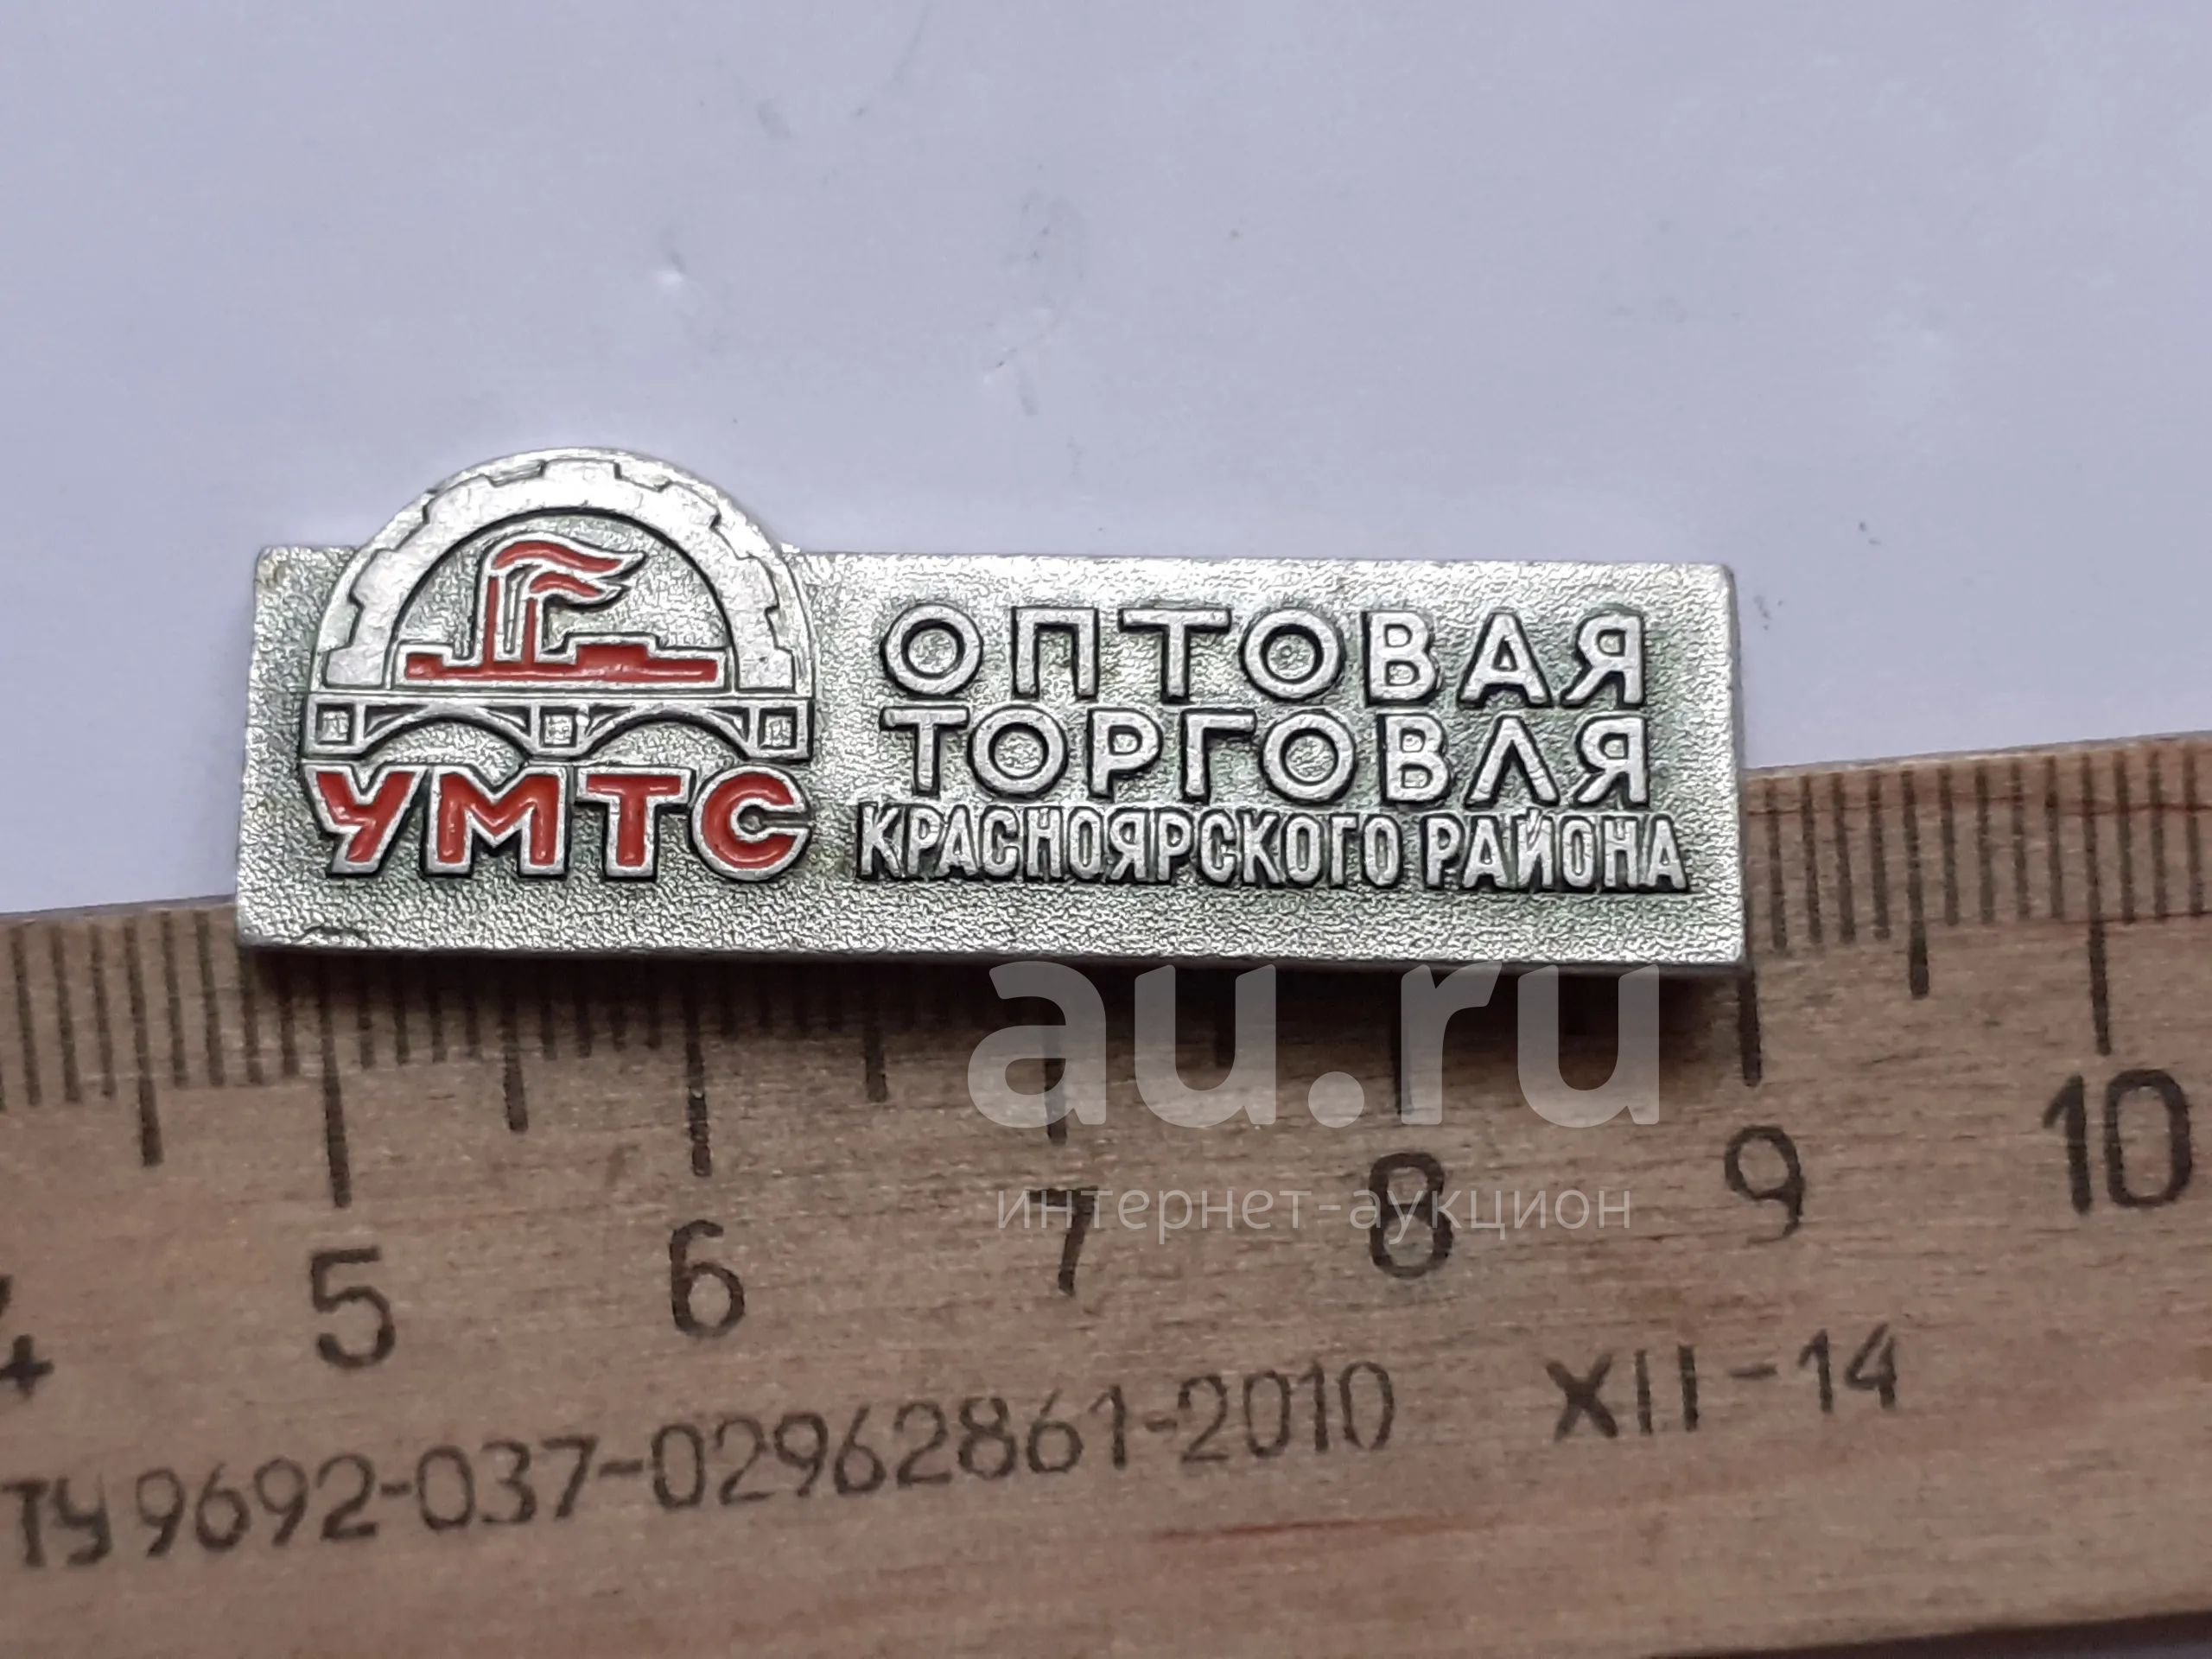 ОПТОВАЯ
ТОРГОВЛЯ
УМТС КРАСНОЯРСКОГО РАЙОНА
au.ru
интернет-аукцион
4 5 6 7 8 9 10
ТУ 9692-037-02962861-2010 XII-14